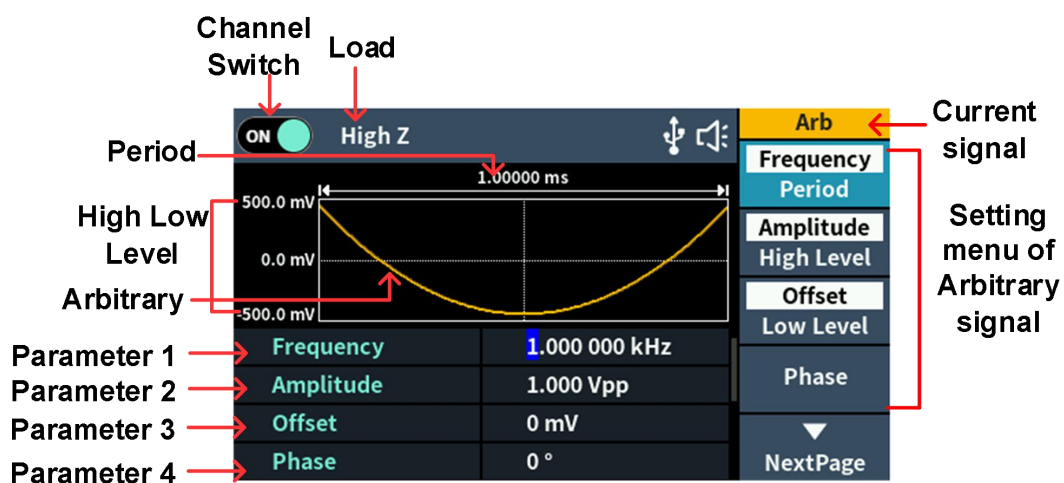 Channel
Switch
Load
Current
signal
ON
High Z
Arb
Period
1.00000 ms
Frequency
Period
500.0 mV
High Low
Level
Amplitude
High Level
Setting
menu of
Arbitrary
signal
0.0 mV
Arbitrary
Offset
Low Level
-500.0 mV
Parameter 1
Frequency
1.000 000 kHz
Parameter 2
Amplitude
1.000 Vpp
Phase
Parameter 3
Offset
0 mV
Parameter 4
Phase
0 °
NextPage